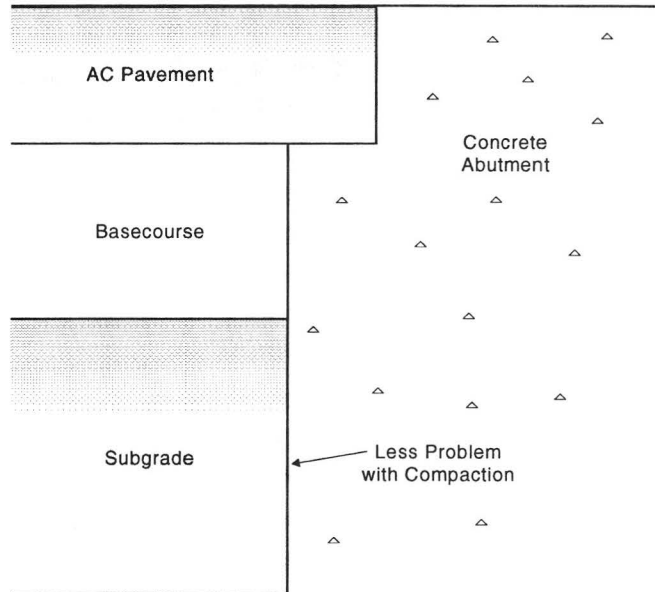 AC Pavement
Concrete
Abutment
Basecourse
Subgrade
Less Problem
with Compaction